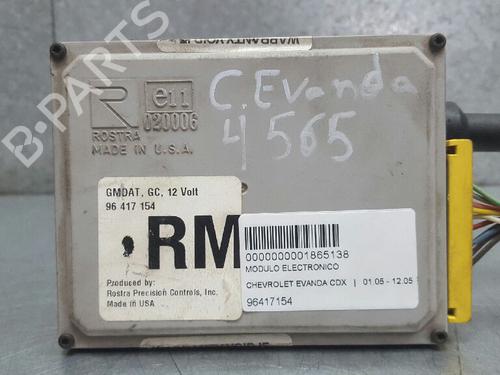 WARRANTY VOID IF
R
e11
020006
ROSTRA
MADE IN U.S.A.
C. Evanda
4565
GMDAT, GC, 12 Volt
96 417 154
RM
Produced by:
Rostra Precision Controls, Inc.
Made in USA
0000000001865138
MODULO ELECTRONICO
CHEVROLET EVANDA CDX | 01.05 - 12.05
96417154
B-PARTS